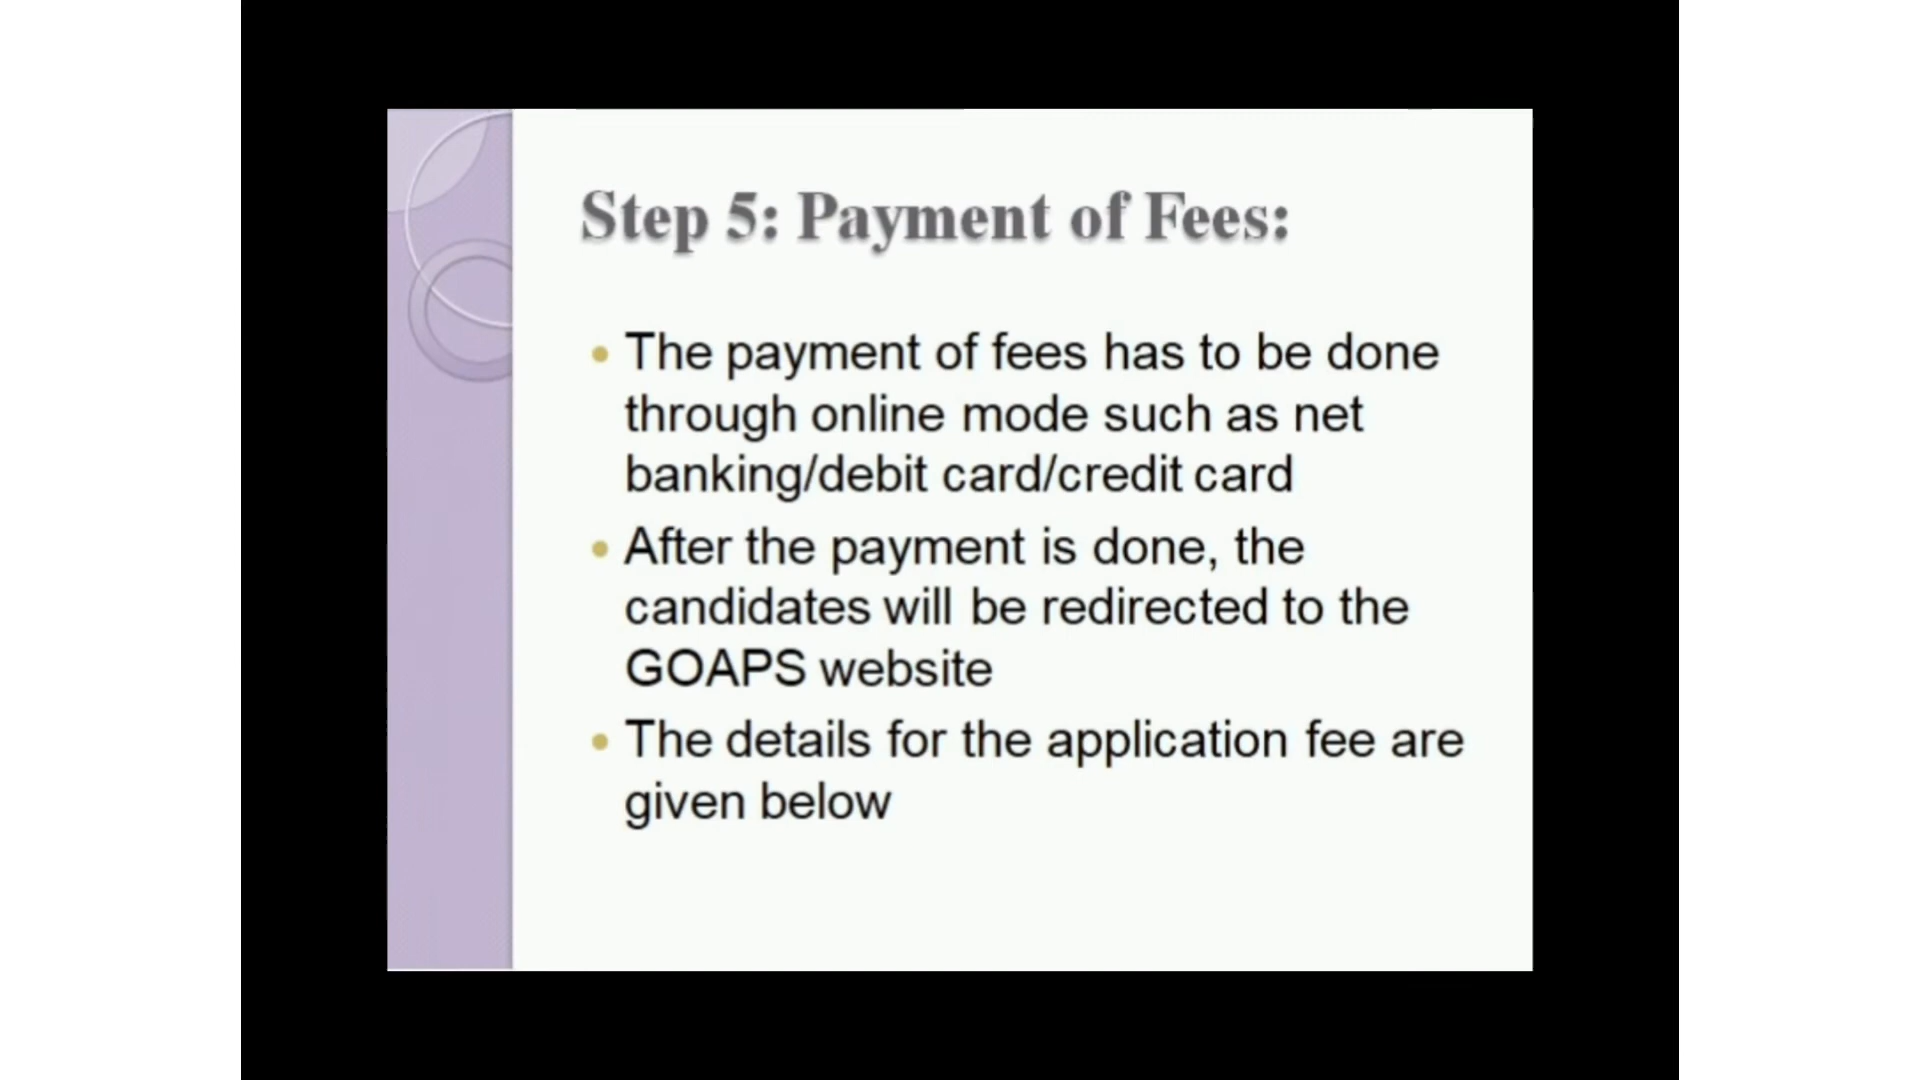 Step 5: Payment of Fees:
The payment of fees has to be done
through online mode such as net
banking/debit card/credit card
After the payment is done, the
candidates will be redirected to the
GOAPS website
The details for the application fee are
given below